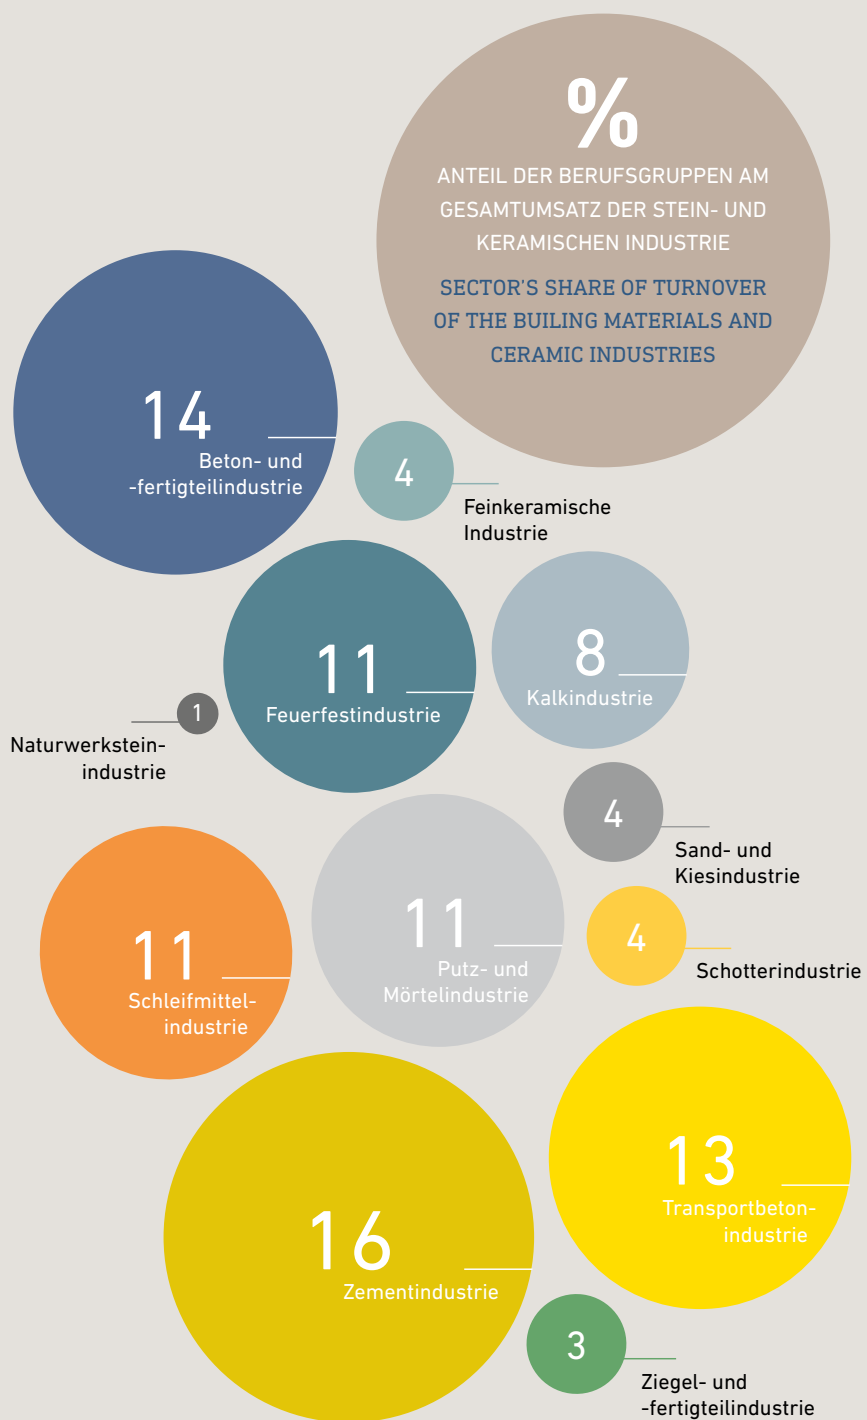 %
ANTEIL DER BERUFSGRUPPEN AM
GESAMTUMSATZ DER STEIN- UND
KERAMISCHEN INDUSTRIE
SECTOR'S SHARE OF TURNOVER
OF THE BUILING MATERIALS AND
CERAMIC INDUSTRIES
14
Beton- und
-fertigteilindustrie
4
Feinkeramische
Industrie
11
Feuerfestindustrie
8
Kalkindustrie
1
Naturwerkstein-
industrie
4
Sand- und
Kiesindustrie
11
Schleifmittel-
industrie
11
Putz- und
Mörtelindustrie
4
Schotterindustrie
13
Transportbeton-
industrie
16
Zementindustrie
3
Ziegel- und
-fertigteilindustrie